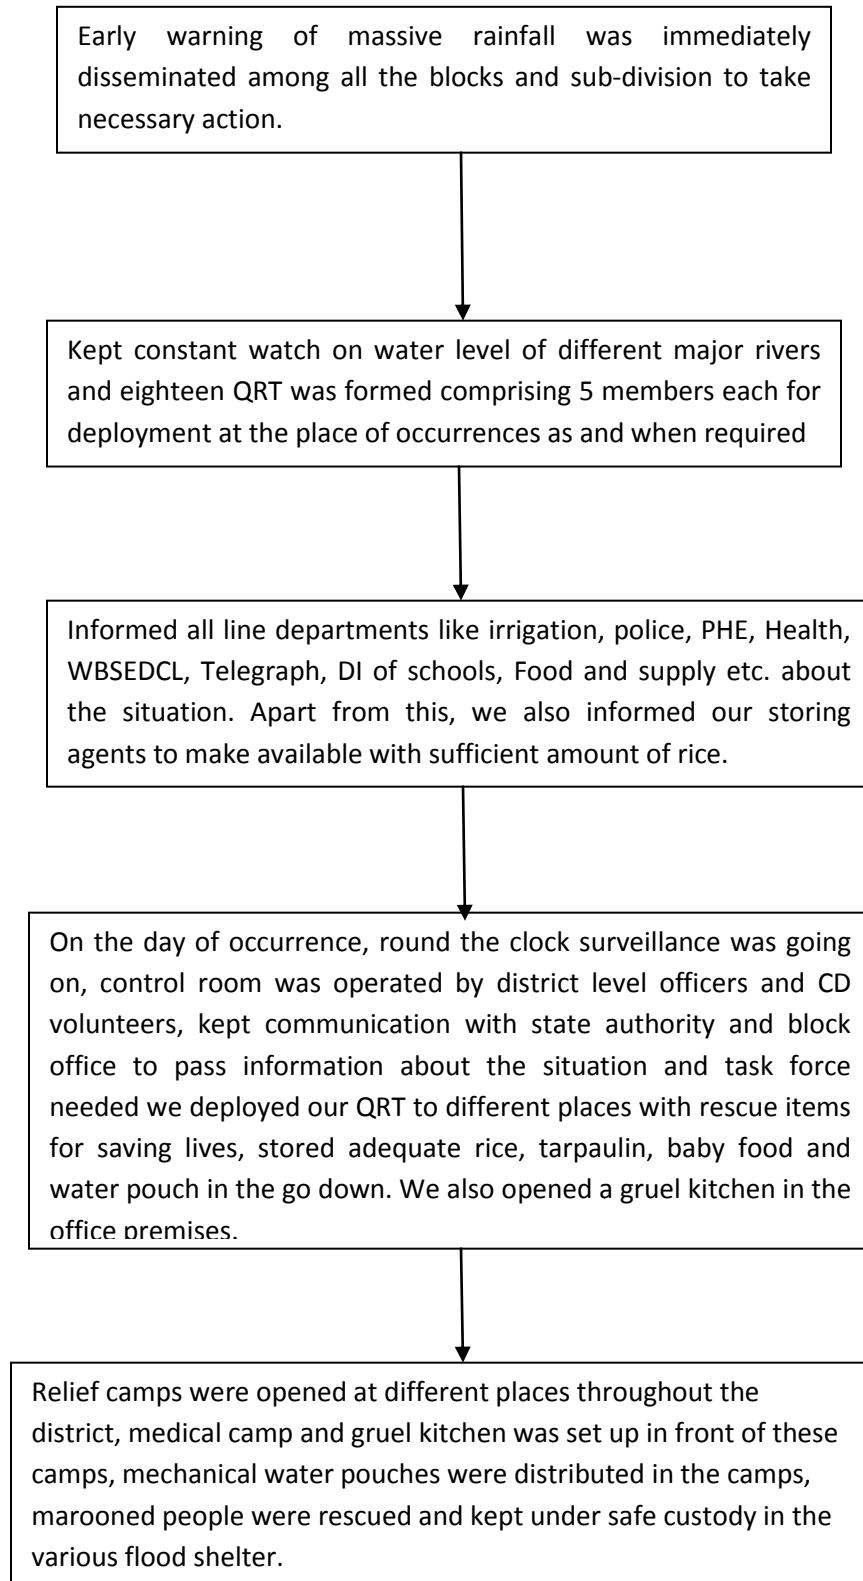 Early warning of massive rainfall was immediately
disseminated among all the blocks and sub-division to take
necessary action.
Kept constant watch on water level of different major rivers
and eighteen QRT was formed comprising 5 members each for
deployment at the place of occurrences as and when required
Informed all line departments like irrigation, police, PHE, Health,
WBSEDCL, Telegraph, DI of schools, Food and supply etc. about
the situation. Apart from this, we also informed our storing
agents to make available with sufficient amount of rice.
On the day of occurrence, round the clock surveillance was going
on, control room was operated by district level officers and CD
volunteers, kept communication with state authority and block
office to pass information about the situation and task force
needed we deployed our QRT to different places with rescue items
for saving lives, stored adequate rice, tarpaulin, baby food and
water pouch in the go down. We also opened a gruel kitchen in the
office premises.
Relief camps were opened at different places throughout the
district, medical camp and gruel kitchen was set up in front of these
camps, mechanical water pouches were distributed in the camps,
marooned people were rescued and kept under safe custody in the
various flood shelter.